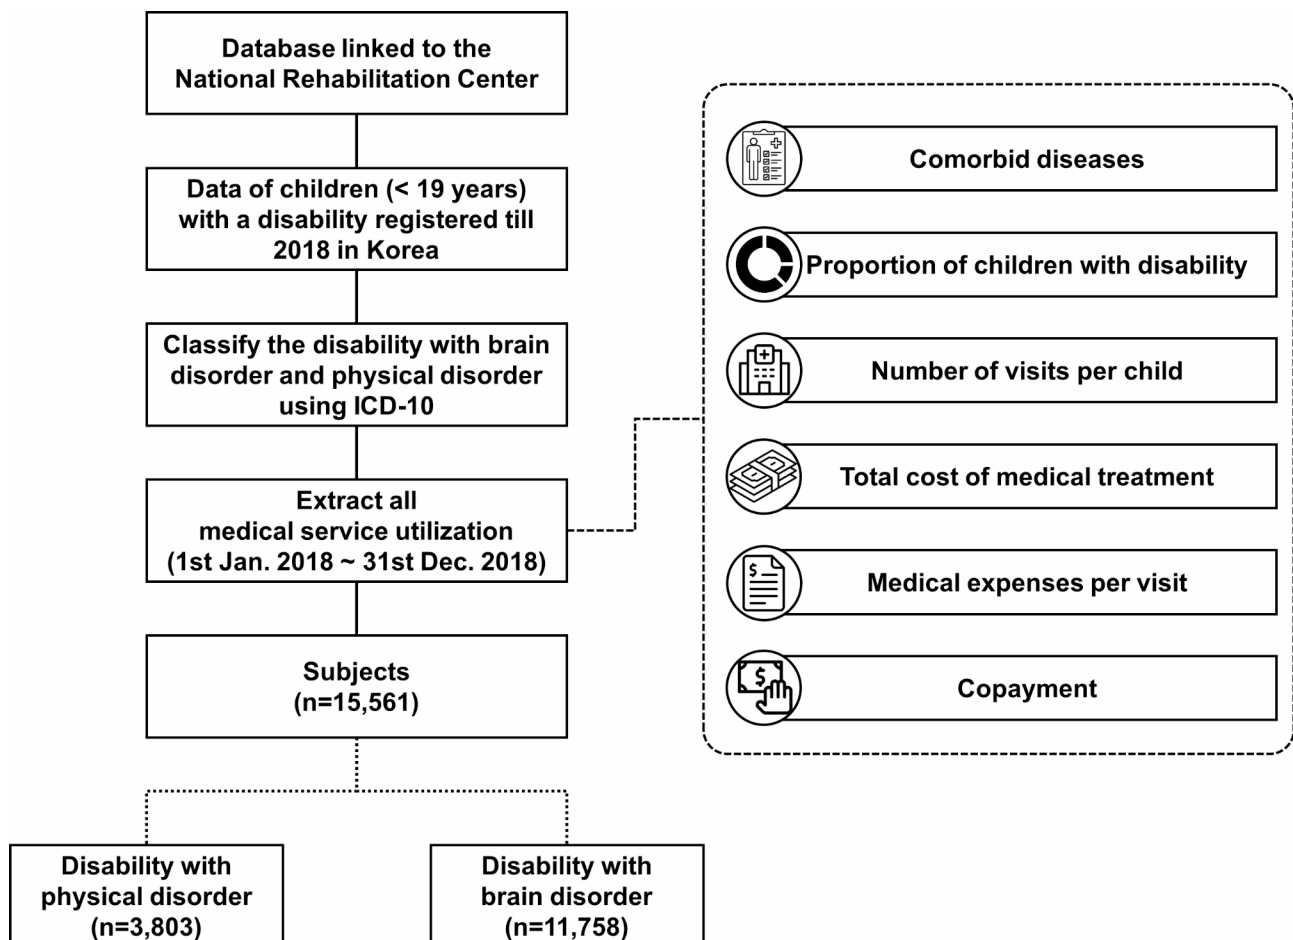 Database linked to the
National Rehabilitation Center
Data of children (< 19 years)
with a disability registered till
2018 in Korea
Classify the disability with brain
disorder and physical disorder
using ICD-10
Extract all
medical service utilization
(1st Jan. 2018 ~ 31st Dec. 2018)
Subjects
(n=15,561)
Disability with
physical disorder
(n=3,803)
Disability with
brain disorder
(n=11,758)
Comorbid diseases
Proportion of children with disability
Number of visits per child
Total cost of medical treatment
Medical expenses per visit
Copayment